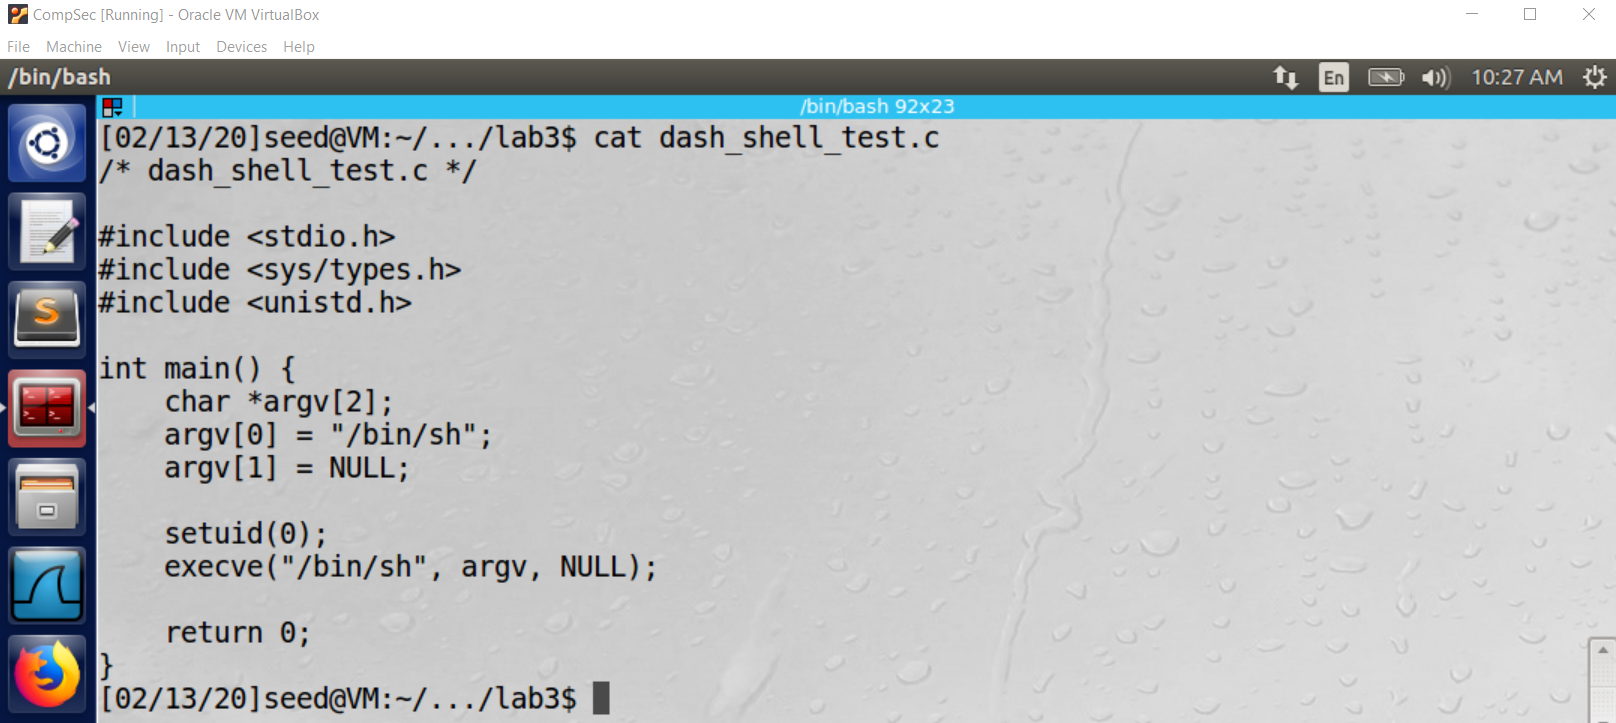 CompSec [Running] - Oracle VM VirtualBox
File Machine View Input Devices Help
/bin/bash En 10:27 AM
/bin/bash 92x23
[02/13/20]seed@VM:~/.../lab3$ cat dash_shell_test.c
/* dash_shell_test.c */

#include <stdio.h>
#include <sys/types.h>
#include <unistd.h>

int main() {
    char *argv[2];
    argv[0] = "/bin/sh";
    argv[1] = NULL;

    setuid(0);
    execve("/bin/sh", argv, NULL);

    return 0;
}
[02/13/20]seed@VM:~/.../lab3$